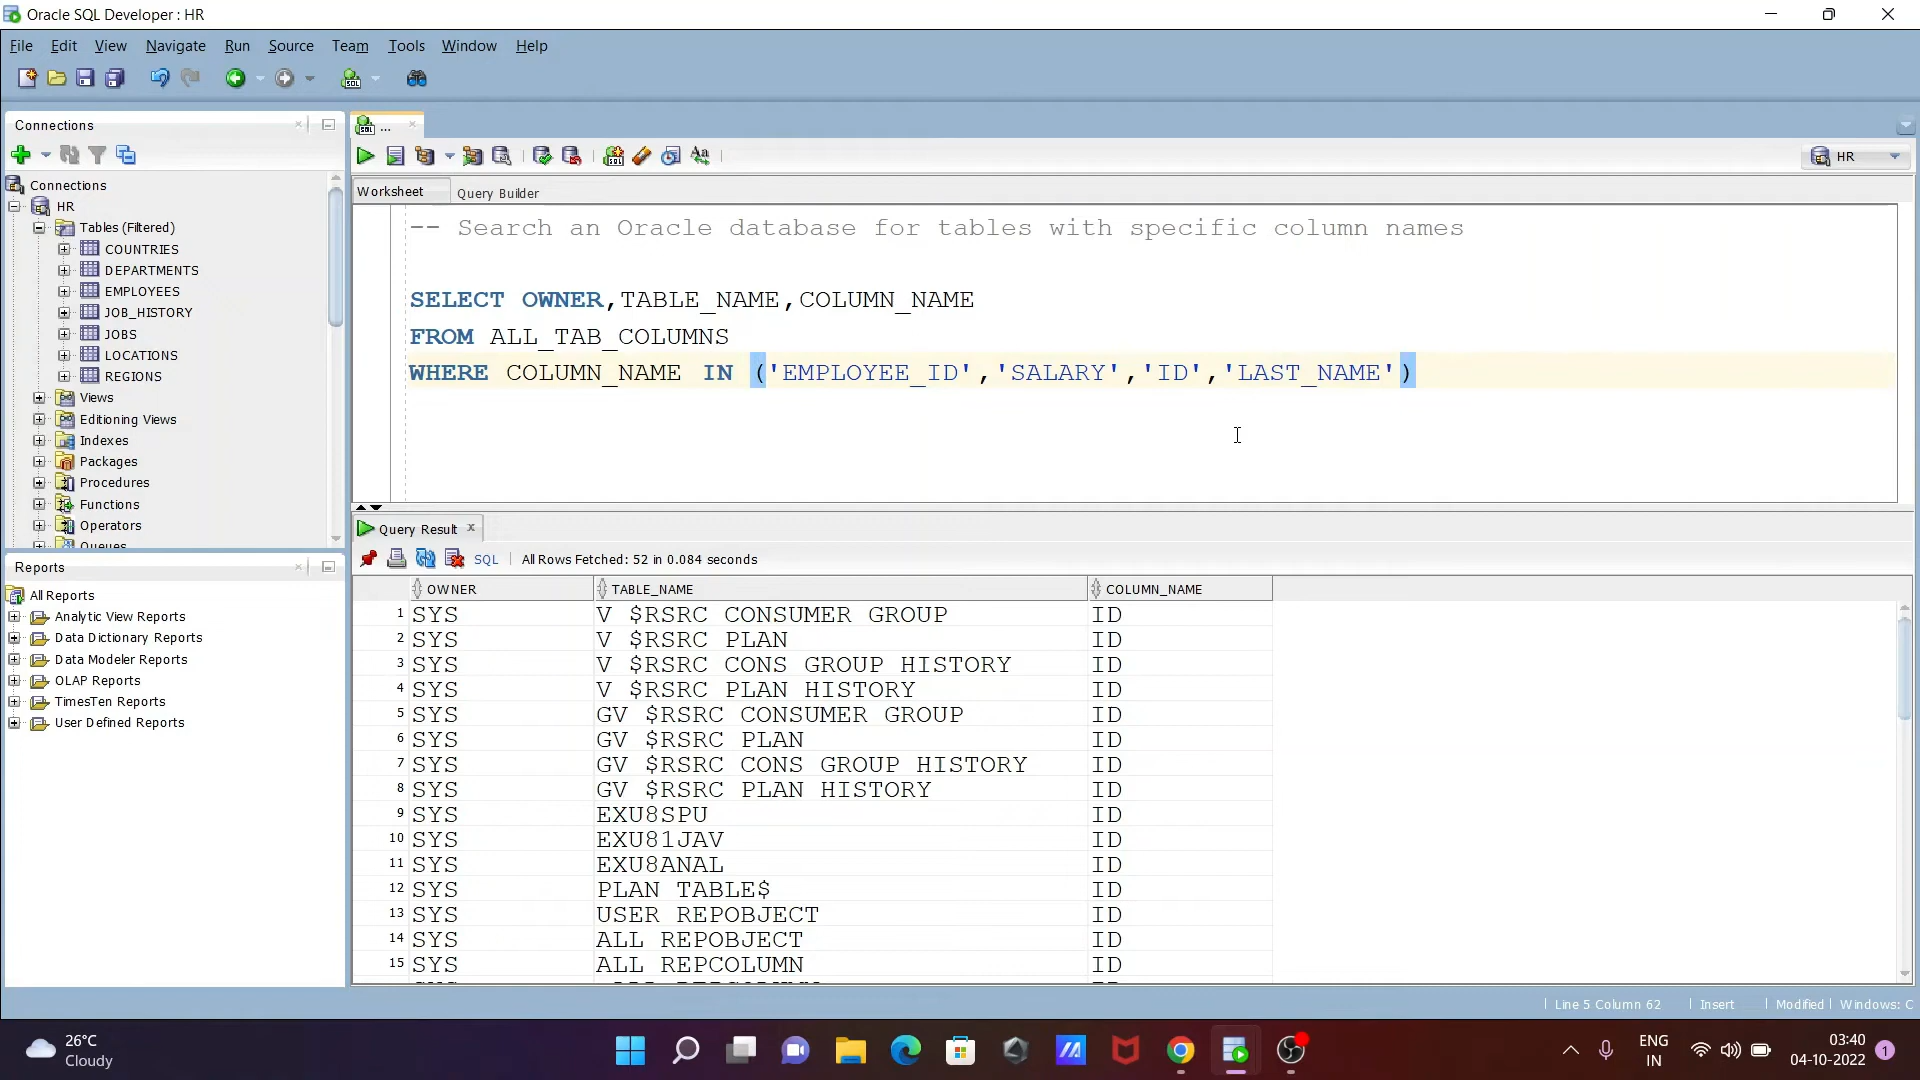 Oracle SQL Developer : HR
File Edit View Navigate Run Source Team Tools Window Help
Connections
Connections
HR
Tables (Filtered)
COUNTRIES
DEPARTMENTS
EMPLOYEES
JOB_HISTORY
JOBS
LOCATIONS
REGIONS
Views
Editioning Views
Indexes
Packages
Procedures
Functions
Operators
Queues
Reports
All Reports
Analytic View Reports
Data Dictionary Reports
Data Modeler Reports
OLAP Reports
TimesTen Reports
User Defined Reports
...
HR
Worksheet Query Builder
-- Search an Oracle database for tables with specific column names
SELECT OWNER,TABLE_NAME,COLUMN_NAME
FROM ALL_TAB_COLUMNS
WHERE COLUMN_NAME IN ('EMPLOYEE_ID','SALARY','ID','LAST_NAME')
Query Result
SQL All Rows Fetched: 52 in 0.084 seconds
OWNER TABLE_NAME COLUMN_NAME
1 SYS V $RSRC CONSUMER GROUP ID
2 SYS V $RSRC PLAN ID
3 SYS V $RSRC CONS GROUP HISTORY ID
4 SYS V $RSRC PLAN HISTORY ID
5 SYS GV $RSRC CONSUMER GROUP ID
6 SYS GV $RSRC PLAN ID
7 SYS GV $RSRC CONS GROUP HISTORY ID
8 SYS GV $RSRC PLAN HISTORY ID
9 SYS EXU8SPU ID
10 SYS EXU81JAV ID
11 SYS EXU8ANAL ID
12 SYS PLAN TABLE$ ID
13 SYS USER REPOBJECT ID
14 SYS ALL REPOBJECT ID
15 SYS ALL REPCOLUMN ID
Line 5 Column 62 Insert Modified Windows: C
26°C
Cloudy
ENG
IN
03:40
04-10-2022
1